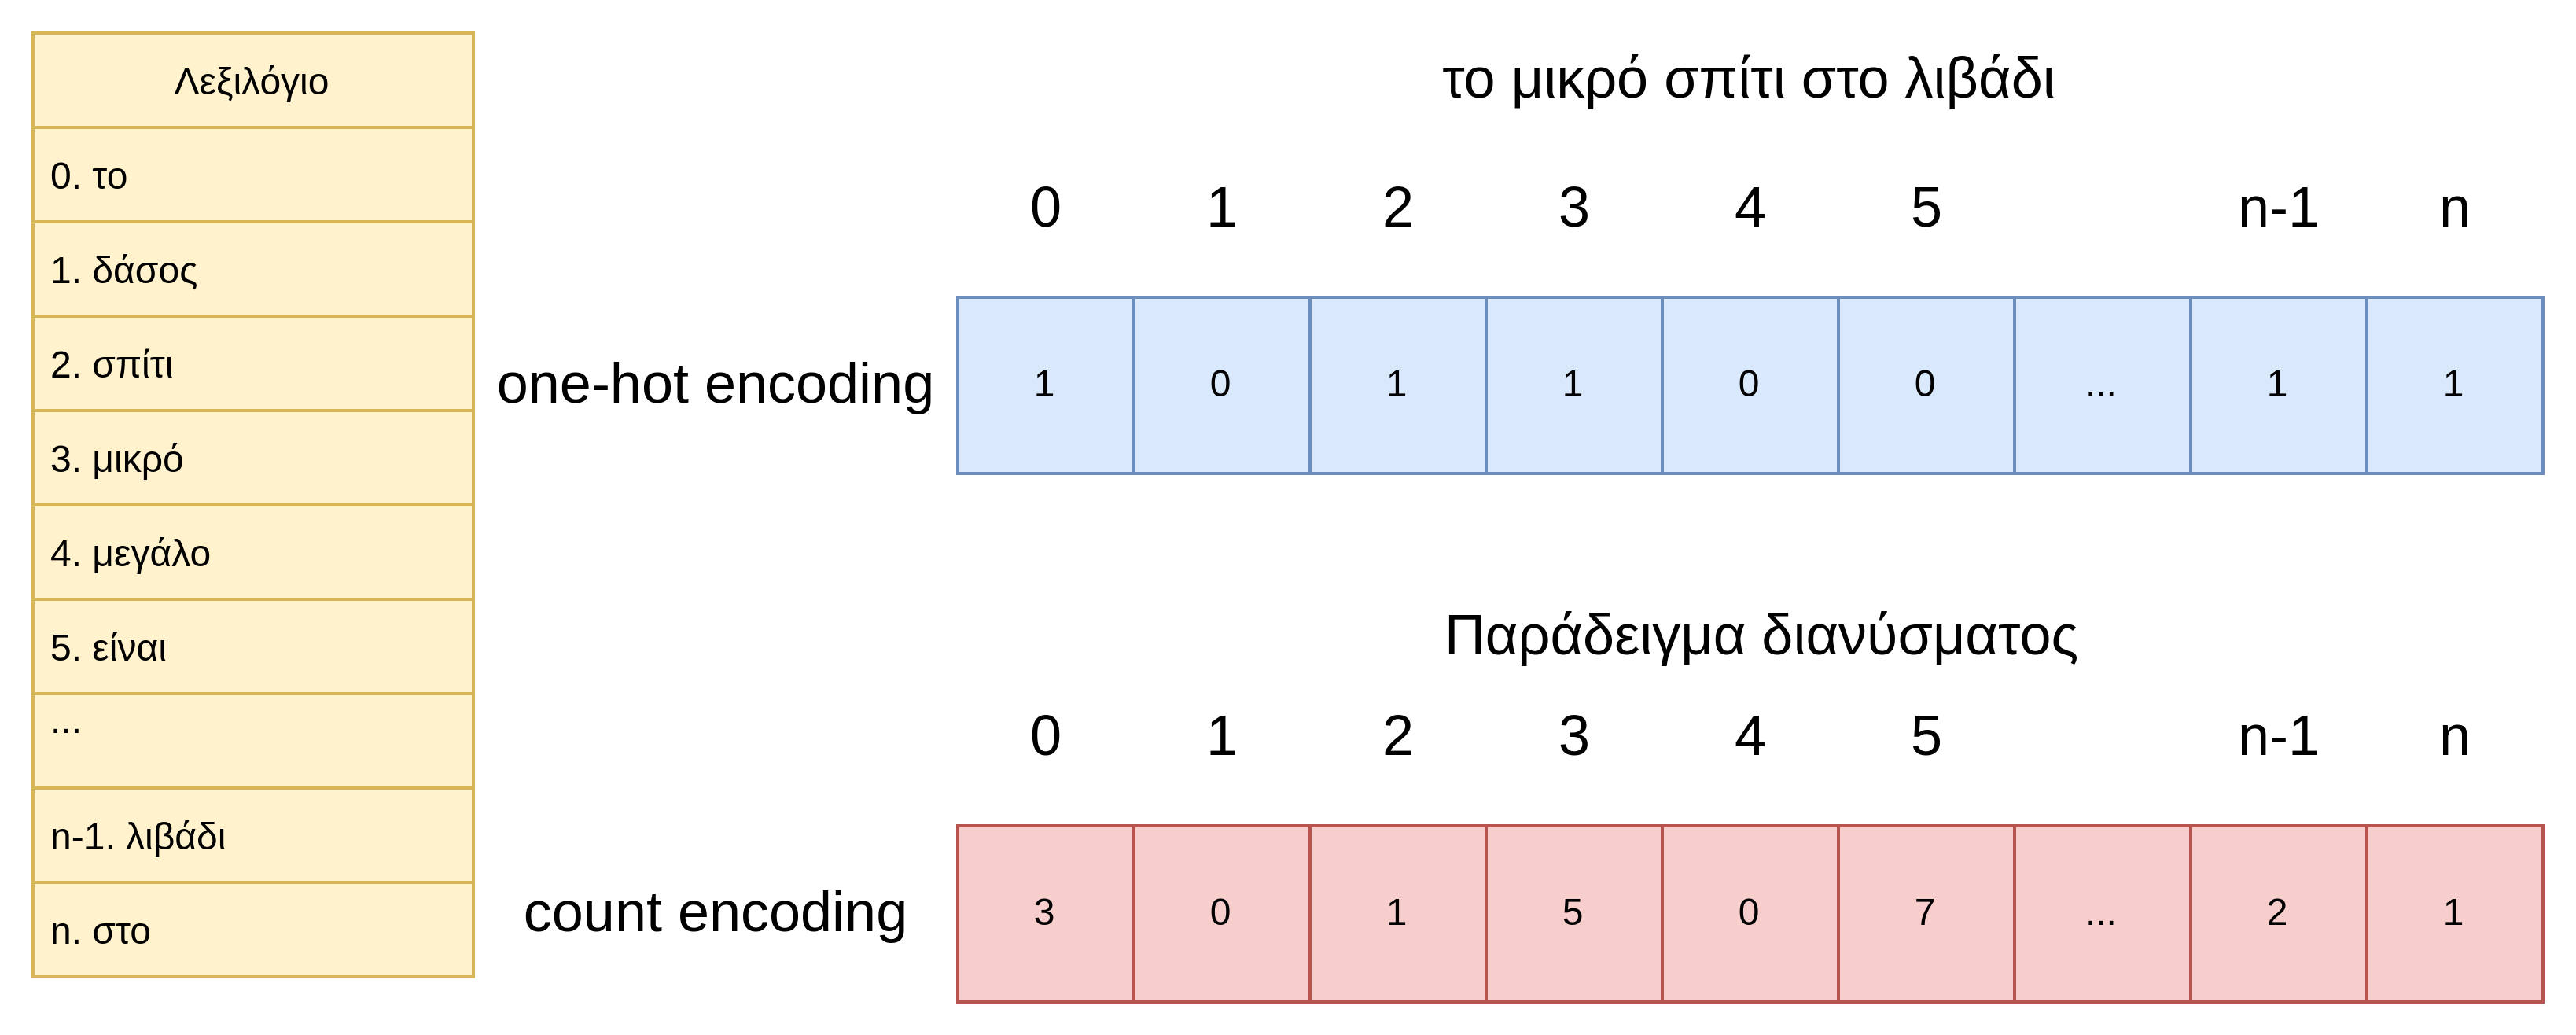 Λεξιλόγιο
0. το
1. δάσος
2. σπίτι
3. μικρό
4. μεγάλο
5. είναι
...
n-1. λιβάδι
n. στο
το μικρό σπίτι στο λιβάδι
0 1 2 3 4 5 n-1 n
one-hot encoding 1 0 1 1 0 0 ... 1 1
Παράδειγμα διανύσματος
0 1 2 3 4 5 n-1 n
count encoding 3 0 1 5 0 7 ... 2 1